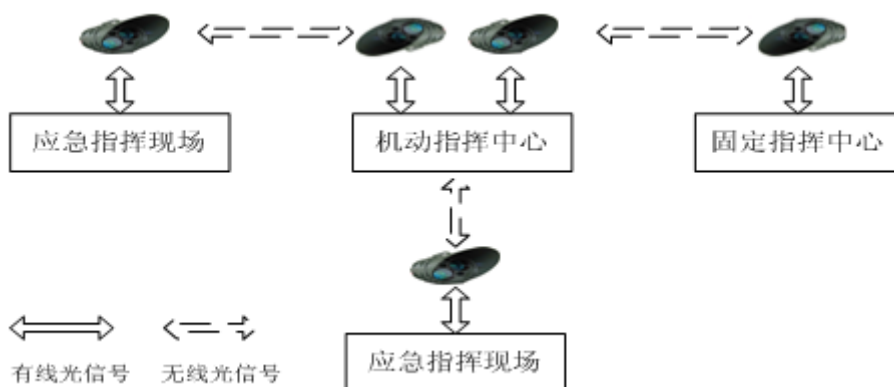 应急指挥现场
机动指挥中心
固定指挥中心
有线光信号
无线光信号
应急指挥现场